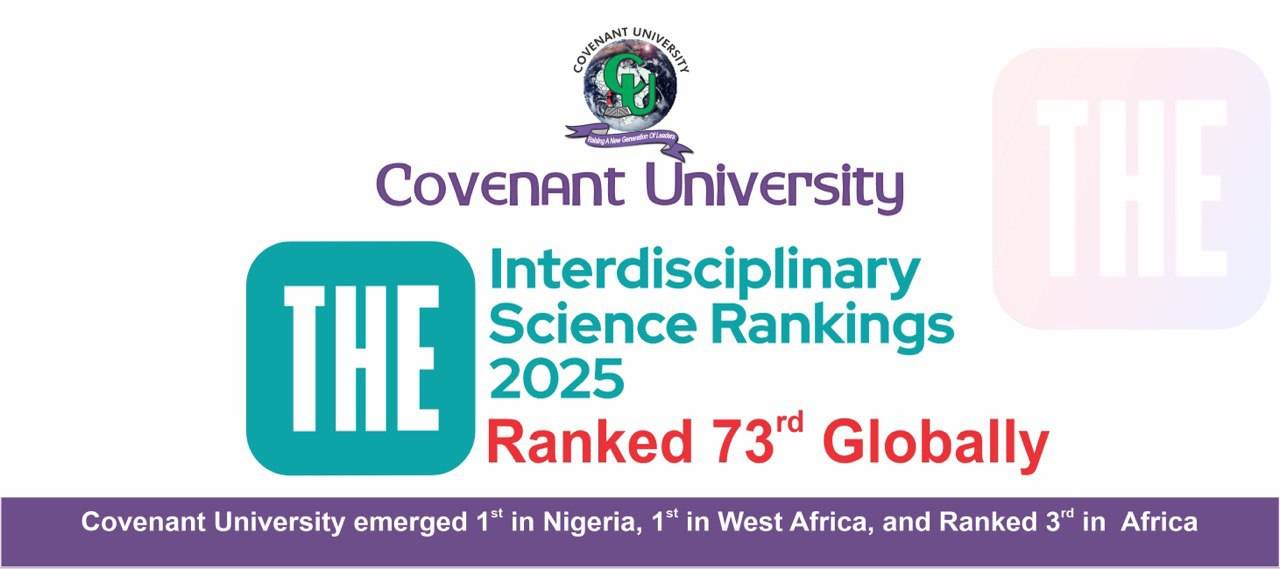 COVENANT UNIVERSITY
CU
Raising A New Generation Of Leaders
Covenant University
THE
THE
Interdisciplinary
Science Rankings
2025
Ranked 73rd Globally
Covenant University emerged 1st in Nigeria, 1st in West Africa, and Ranked 3rd in Africa